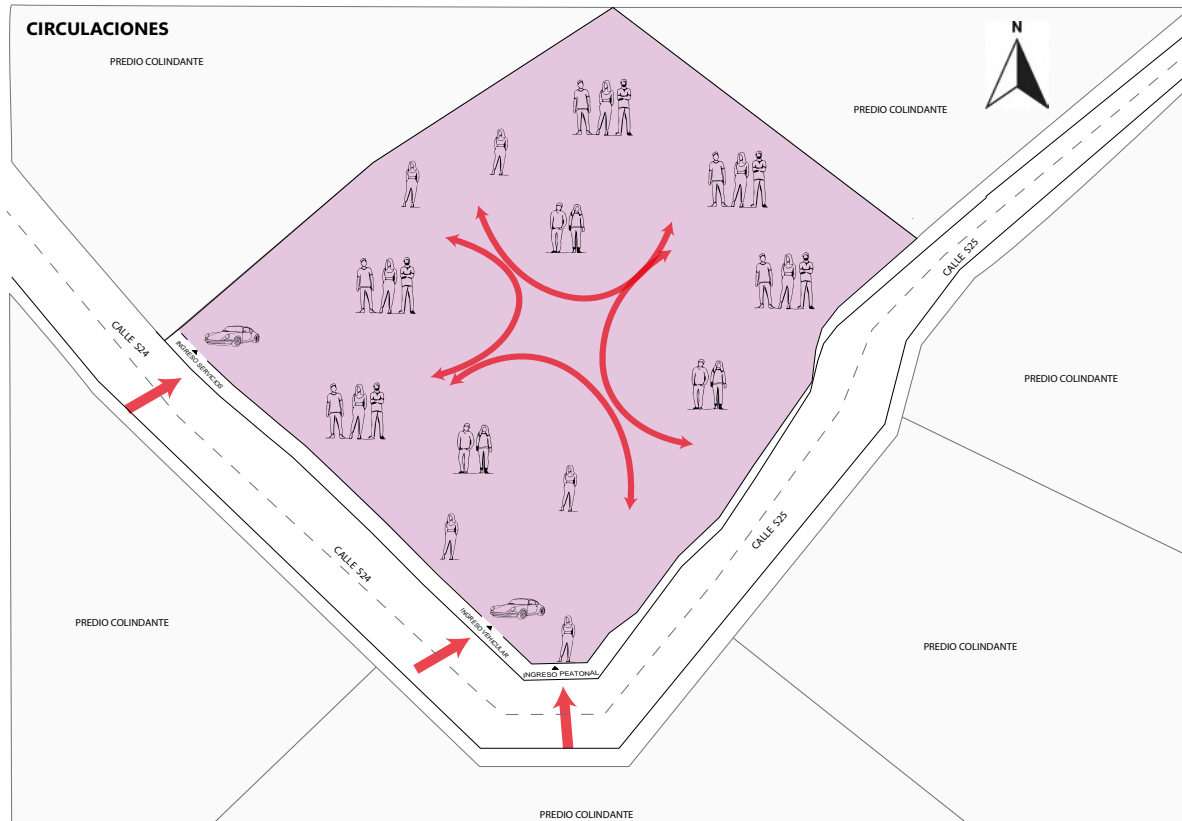 CIRCULACIONES
N
PREDIO COLINDANTE
PREDIO COLINDANTE
CALLE S25
CALLE S24
INGRESO SERVICIOS
PREDIO COLINDANTE
CALLE S25
CALLE S24
PREDIO COLINDANTE
INGRESO VEHICULAR
PREDIO COLINDANTE
INGRESO PEATONAL
PREDIO COLINDANTE